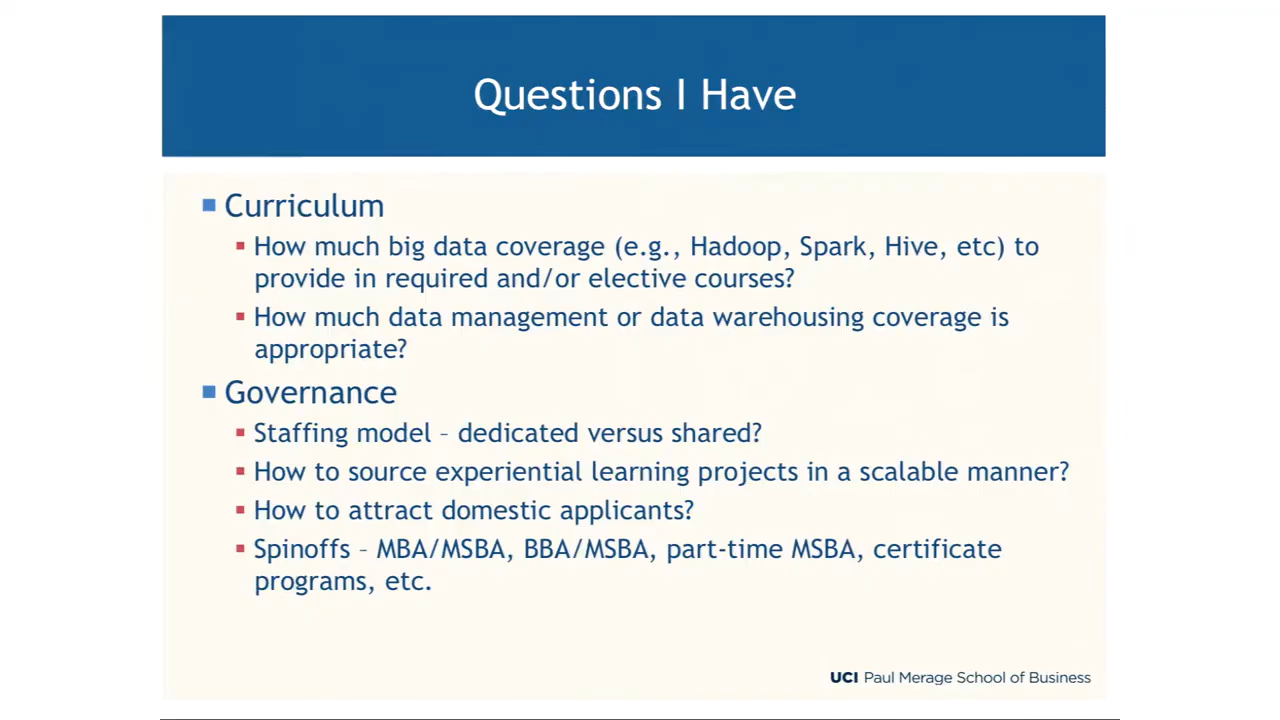 Questions I Have
Curriculum
How much big data coverage (e.g., Hadoop, Spark, Hive, etc) to
provide in required and/or elective courses?
How much data management or data warehousing coverage is
appropriate?
Governance
Staffing model – dedicated versus shared?
How to source experiential learning projects in a scalable manner?
How to attract domestic applicants?
Spinoffs – MBA/MSBA, BBA/MSBA, part-time MSBA, certificate
programs, etc.
UCI Paul Merage School of Business